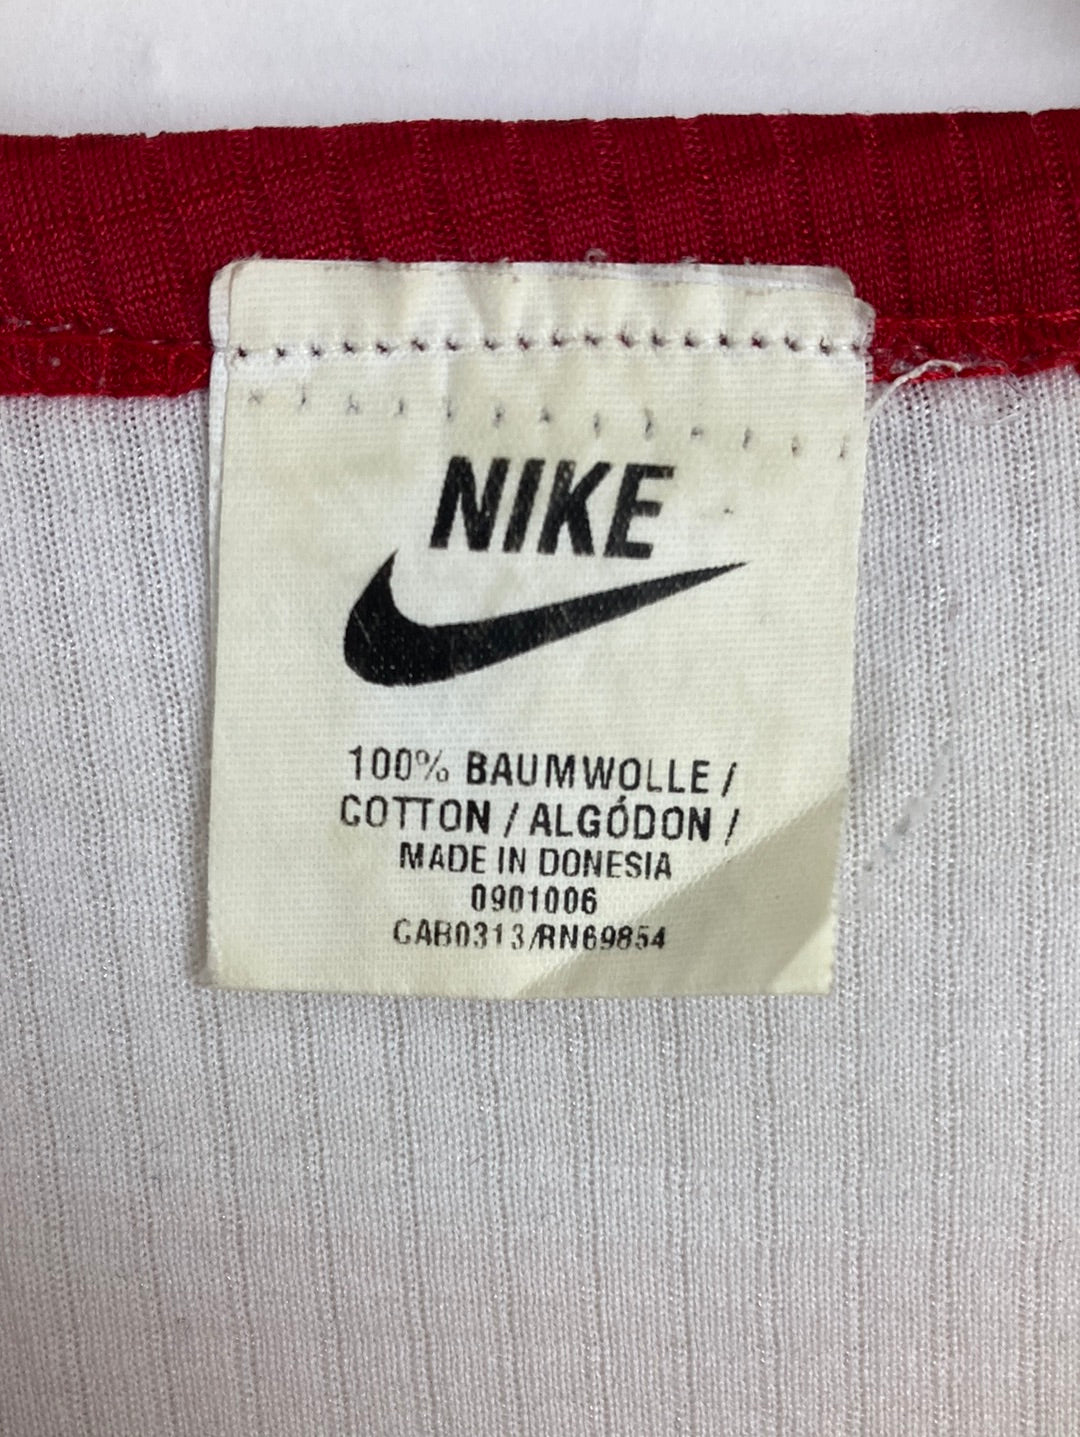 NIKE
100% BAUMWOLLE /
COTTON / ALGÓDON /
MADE IN DONESIA
0901006
CAB0313/RN69854